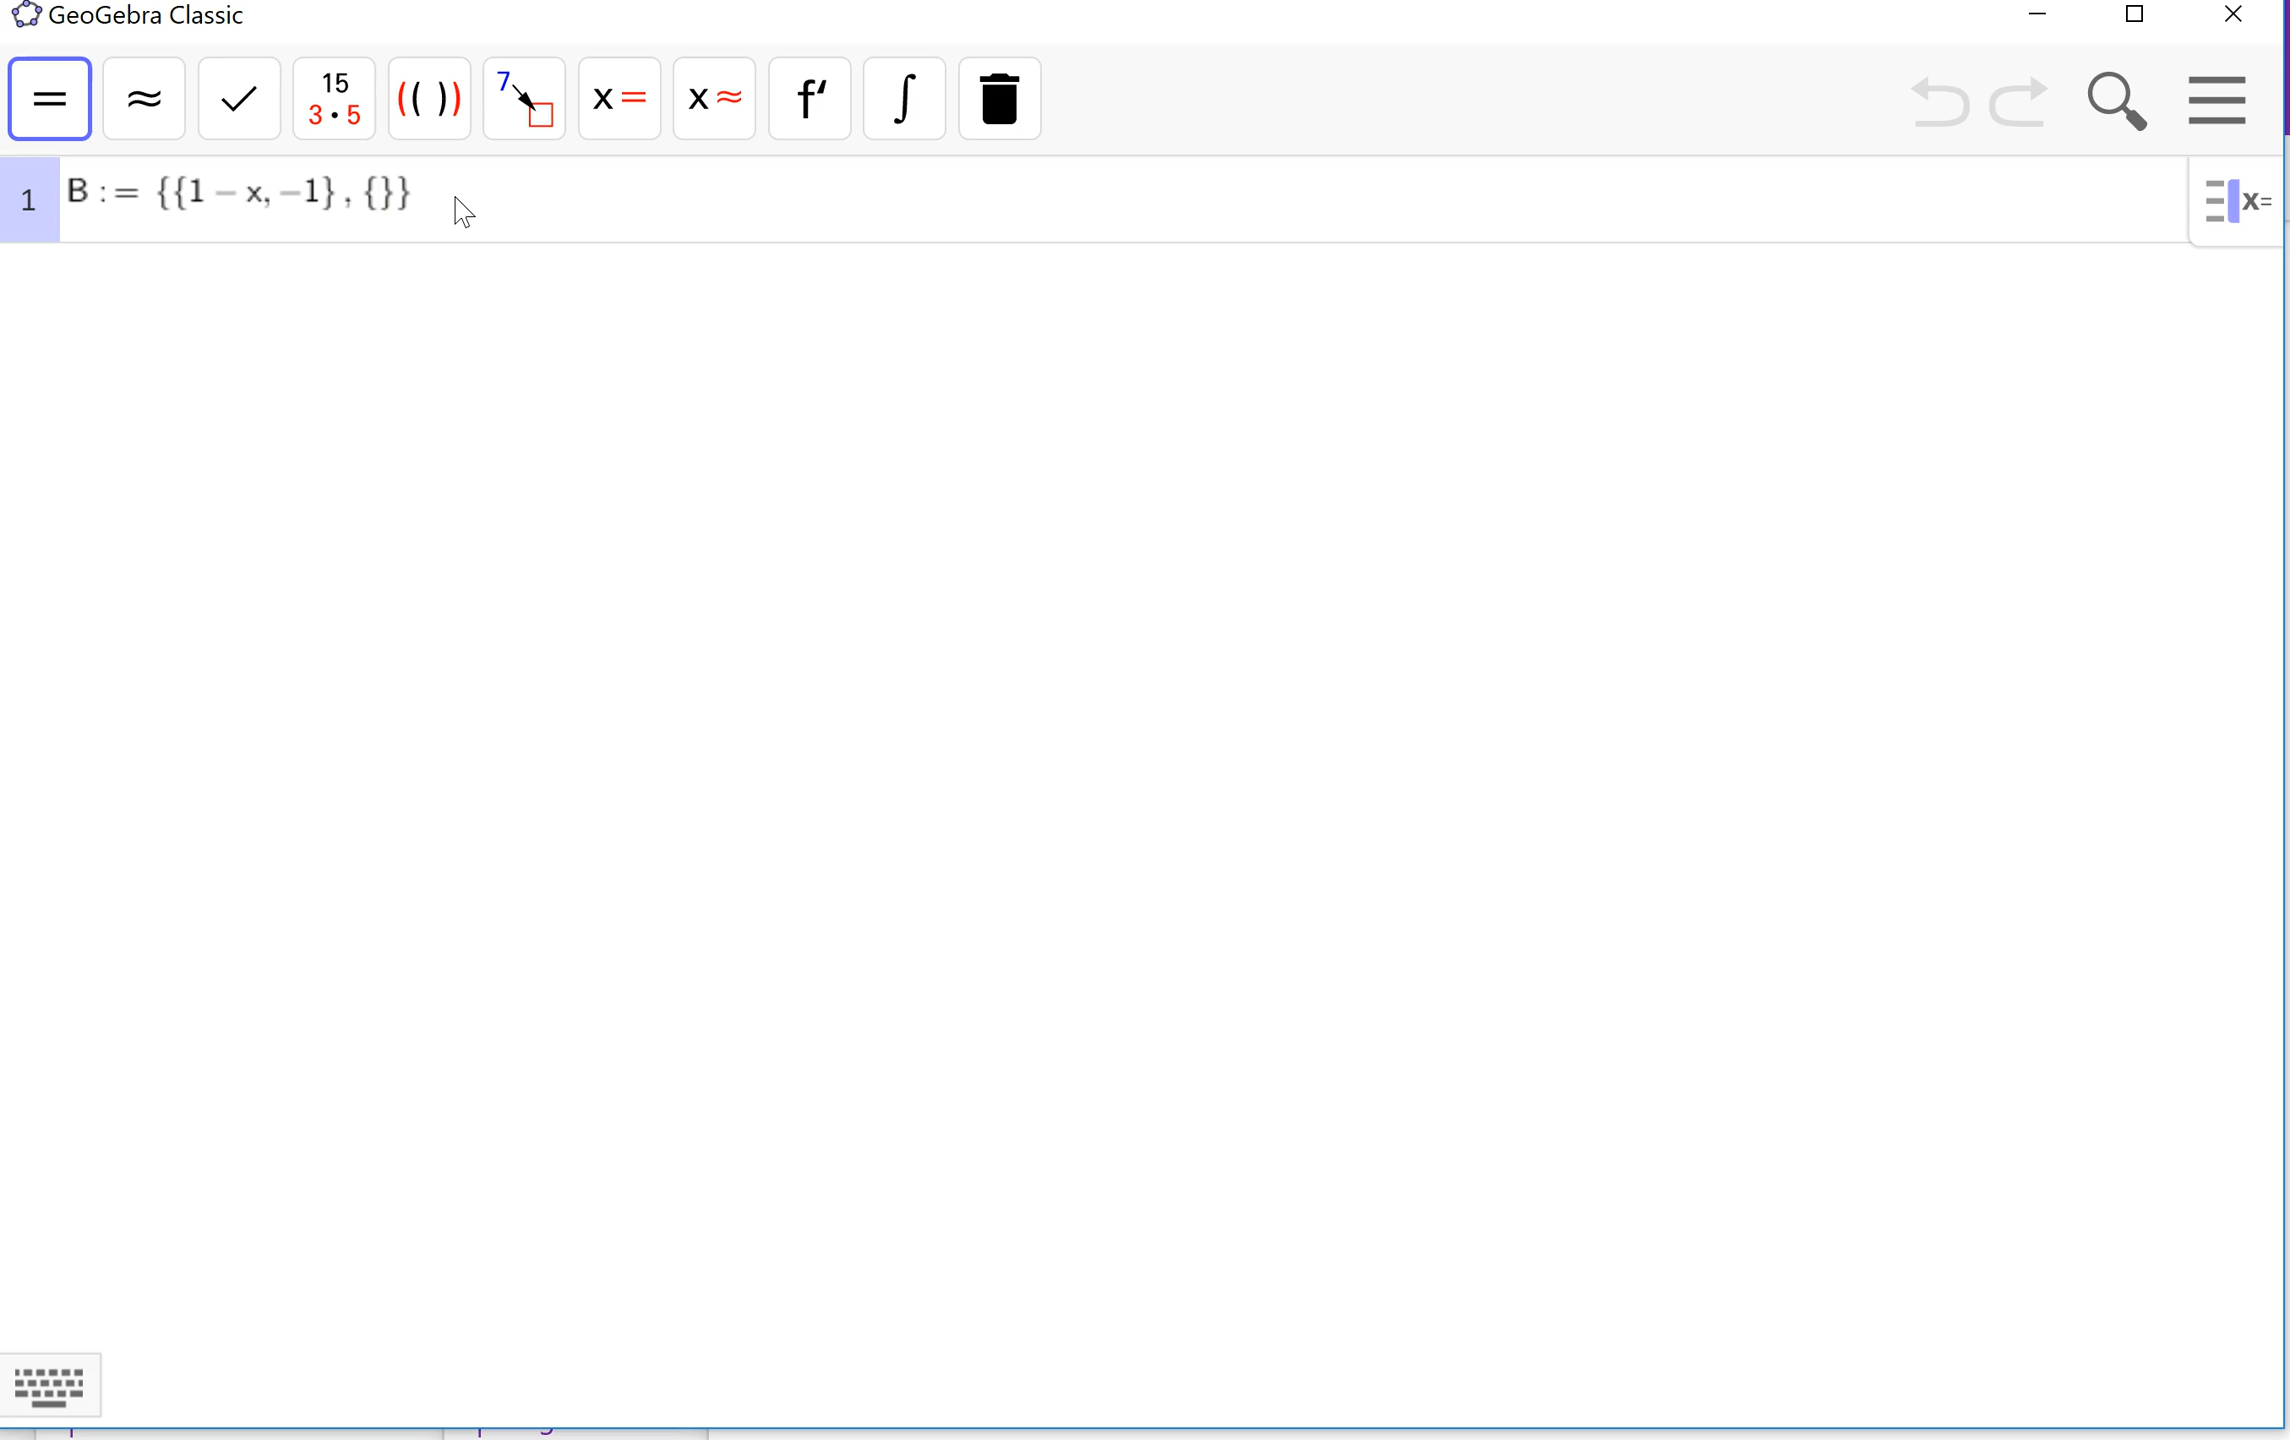 GeoGebra Classic
= ≈ ✓ 15 3 • 5 (( )) 7 x = x ≈ f′ ∫
1 B := {{1 − x, −1} , {}} x=